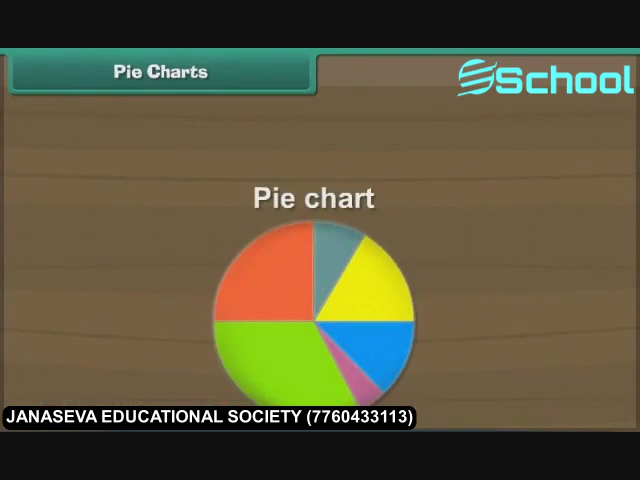 Pie Charts
School
Pie chart
JANASEVA EDUCATIONAL SOCIETY (7760433113)